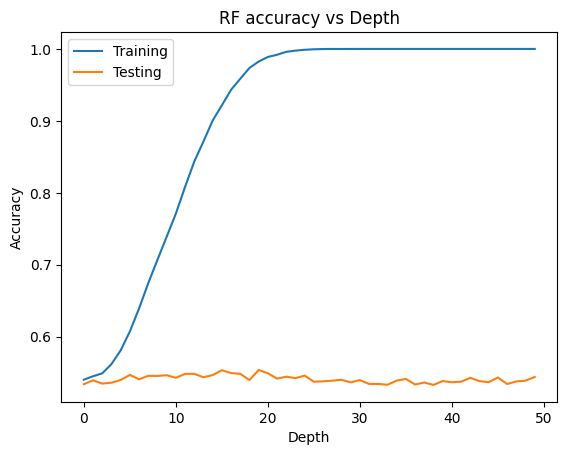 RF accuracy vs Depth
Training
Testing
1.0
0.9
0.8
0.7
0.6
Accuracy
0 10 20 30 40 50
Depth